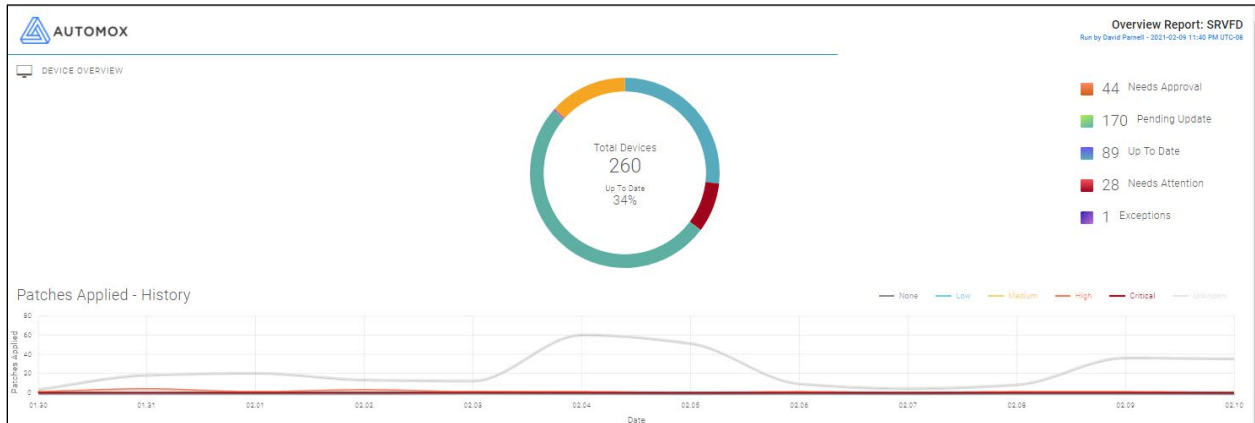 AUTOMOX
Overview Report: SRVFD
Run by David Parnell - 2021-02-09 11:40 PM UTC-08
DEVICE OVERVIEW
Total Devices
260
Up To Date
34%
44 Needs Approval
170 Pending Update
89 Up To Date
28 Needs Attention
1 Exceptions
Patches Applied - History
None Low Medium High Critical Unknown
Patches Applied
80
60
40
20
0
01.30 01.31 02.01 02.02 02.03 02.04 02.05 02.06 02.07 02.08 02.09 02.10
Date